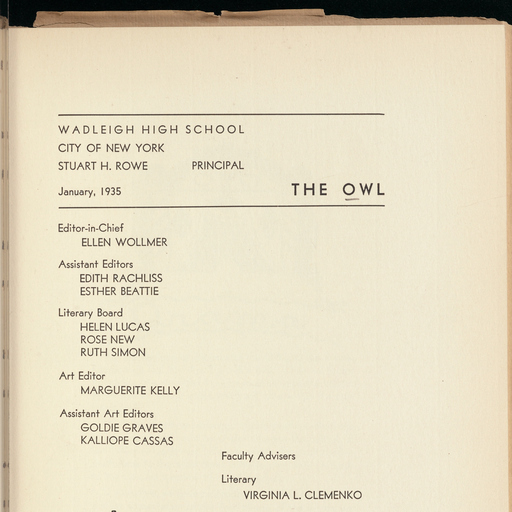 WADLEIGH HIGH SCHOOL
CITY OF NEW YORK
STUART H. ROWE PRINCIPAL
January, 1935 THE OWL
Editor-in-Chief
ELLEN WOLLMER
Assistant Editors
EDITH RACHLISS
ESTHER BEATTIE
Literary Board
HELEN LUCAS
ROSE NEW
RUTH SIMON
Art Editor
MARGUERITE KELLY
Assistant Art Editors
GOLDIE GRAVES
KALLIOPE CASSAS
Faculty Advisers
Literary
VIRGINIA L. CLEMENKO